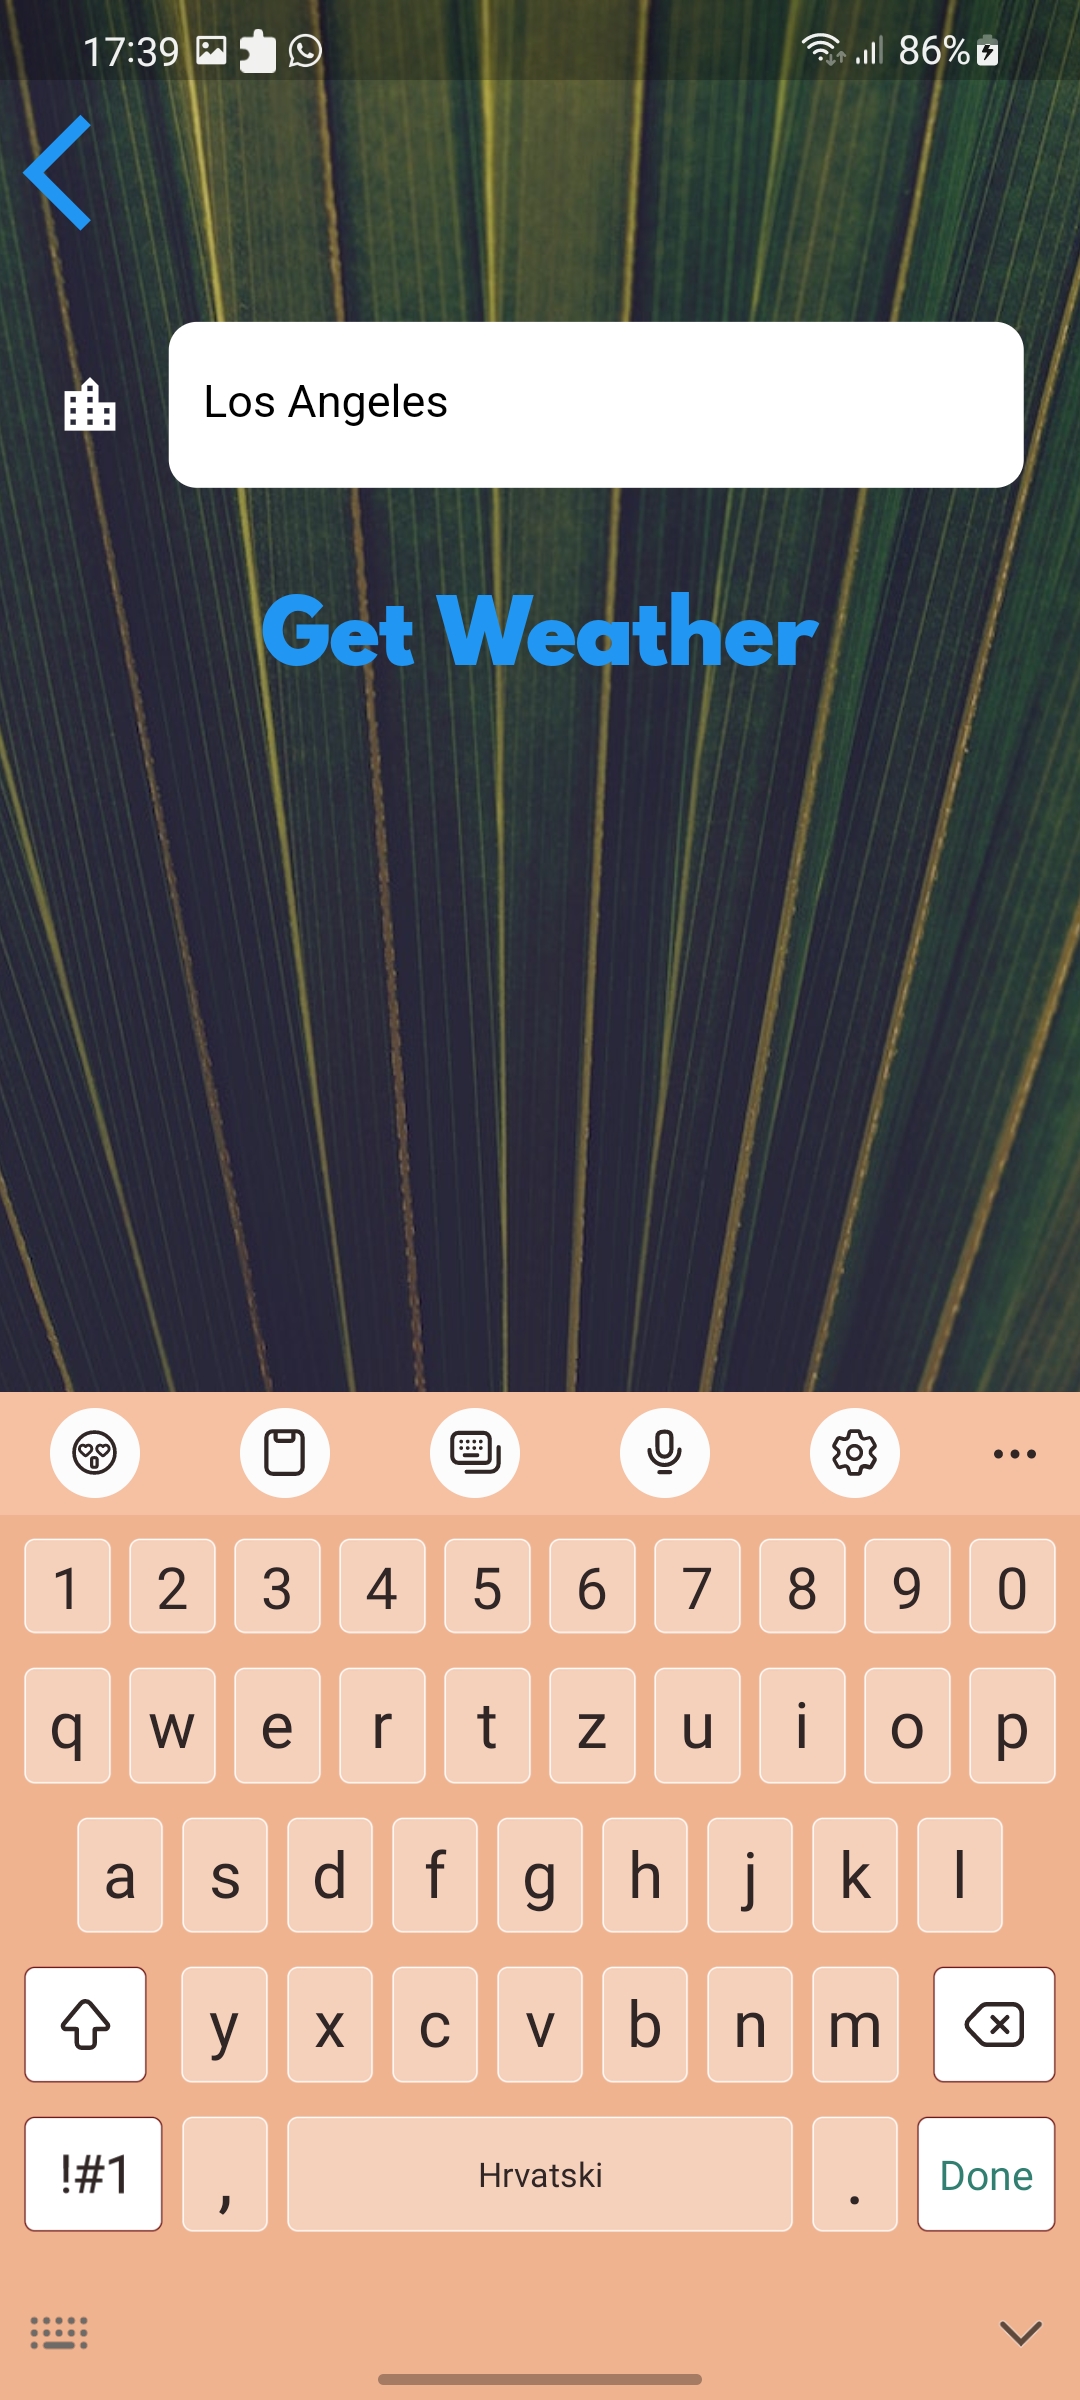 17:39 86%
Los Angeles
Get Weather
1 2 3 4 5 6 7 8 9 0
q w e r t z u i o p
a s d f g h j k l
y x c v b n m
!#1 , Hrvatski . Done